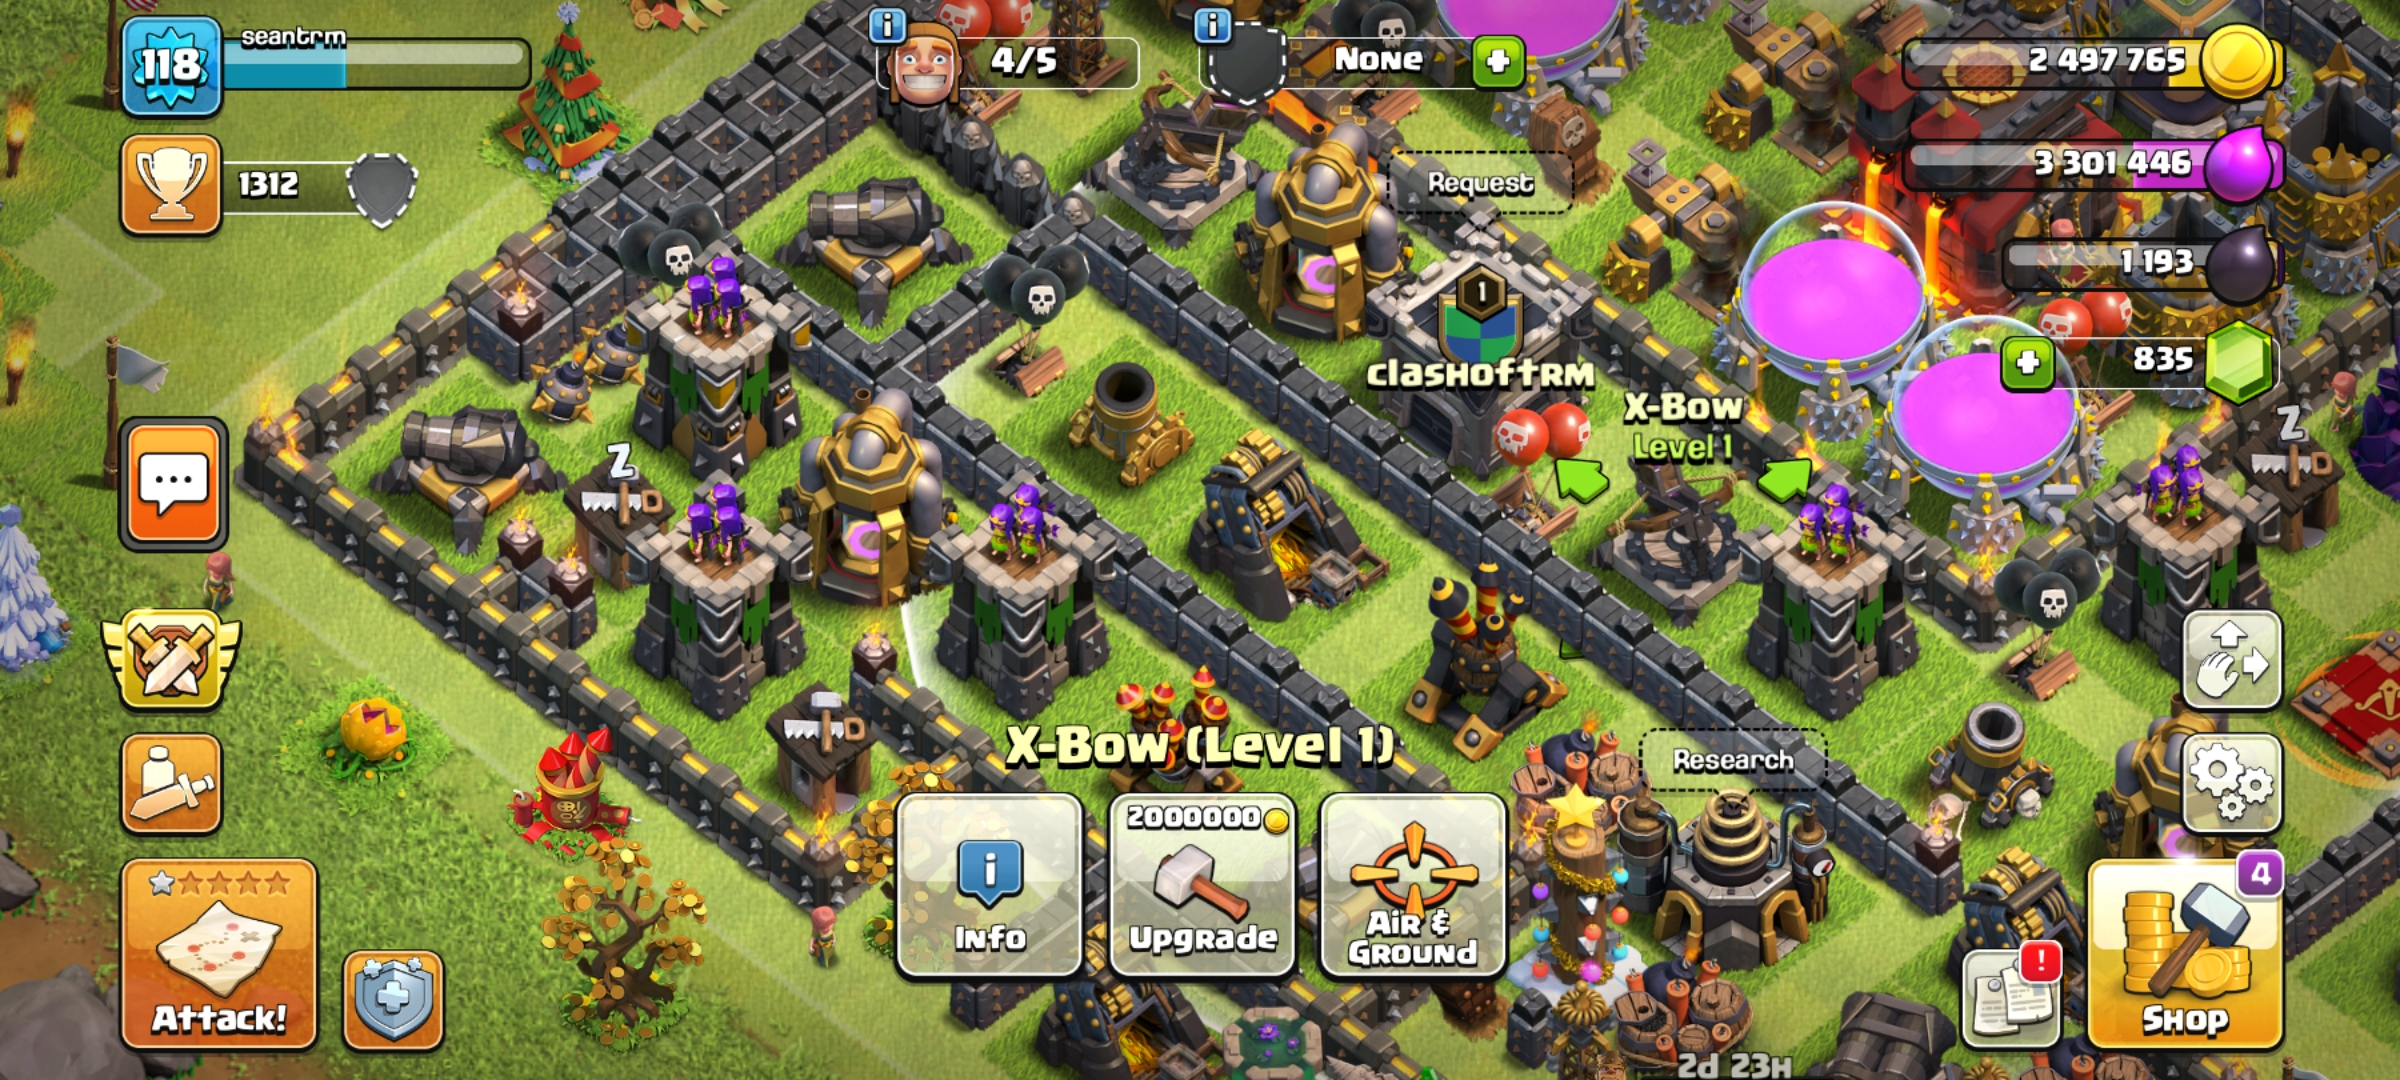 118
seantrm
4/5
None
2 497 765
1312
3 301 446
Request
1 193
1
clashoftRM
835
X-Bow
Level 1
Z
Z
X-Bow (Level 1)
Research
2000000
Info
Upgrade
Air &
Ground
4
!
Attack!
Shop
2d 23H